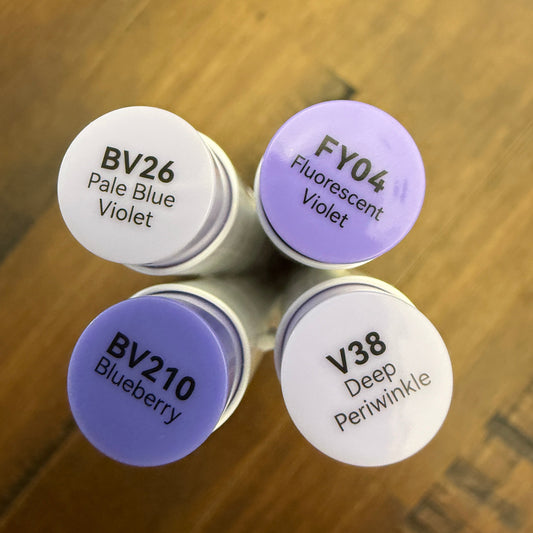 BV26
Pale Blue
Violet
FY04
Fluorescent
Violet
BV210
Blueberry
V38
Deep
Periwinkle